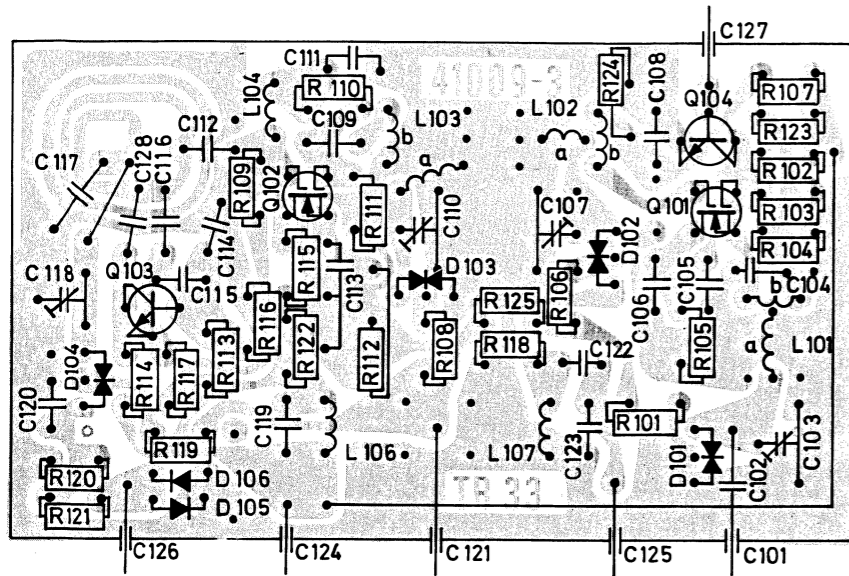 C127
C111
R 110
41009-3
R124
C108
Q104
R107
L104
C109
L103
L102
R123
C112
b
a
a
b
R102
C117
C128
C116
R109
Q102
R111
C110
C107
D102
Q101
R103
C114
R104
C118
Q103
R115
C113
D103
R106
C106
C105
b
C104
C115
R116
R125
R105
a
L101
D104
R114
R117
R113
R122
R112
R108
R118
C122
C120
C119
L106
L107
C123
R101
D101
C102
C103
R119
R120
D106
TR 33
R121
D105
C126
C124
C121
C125
C101